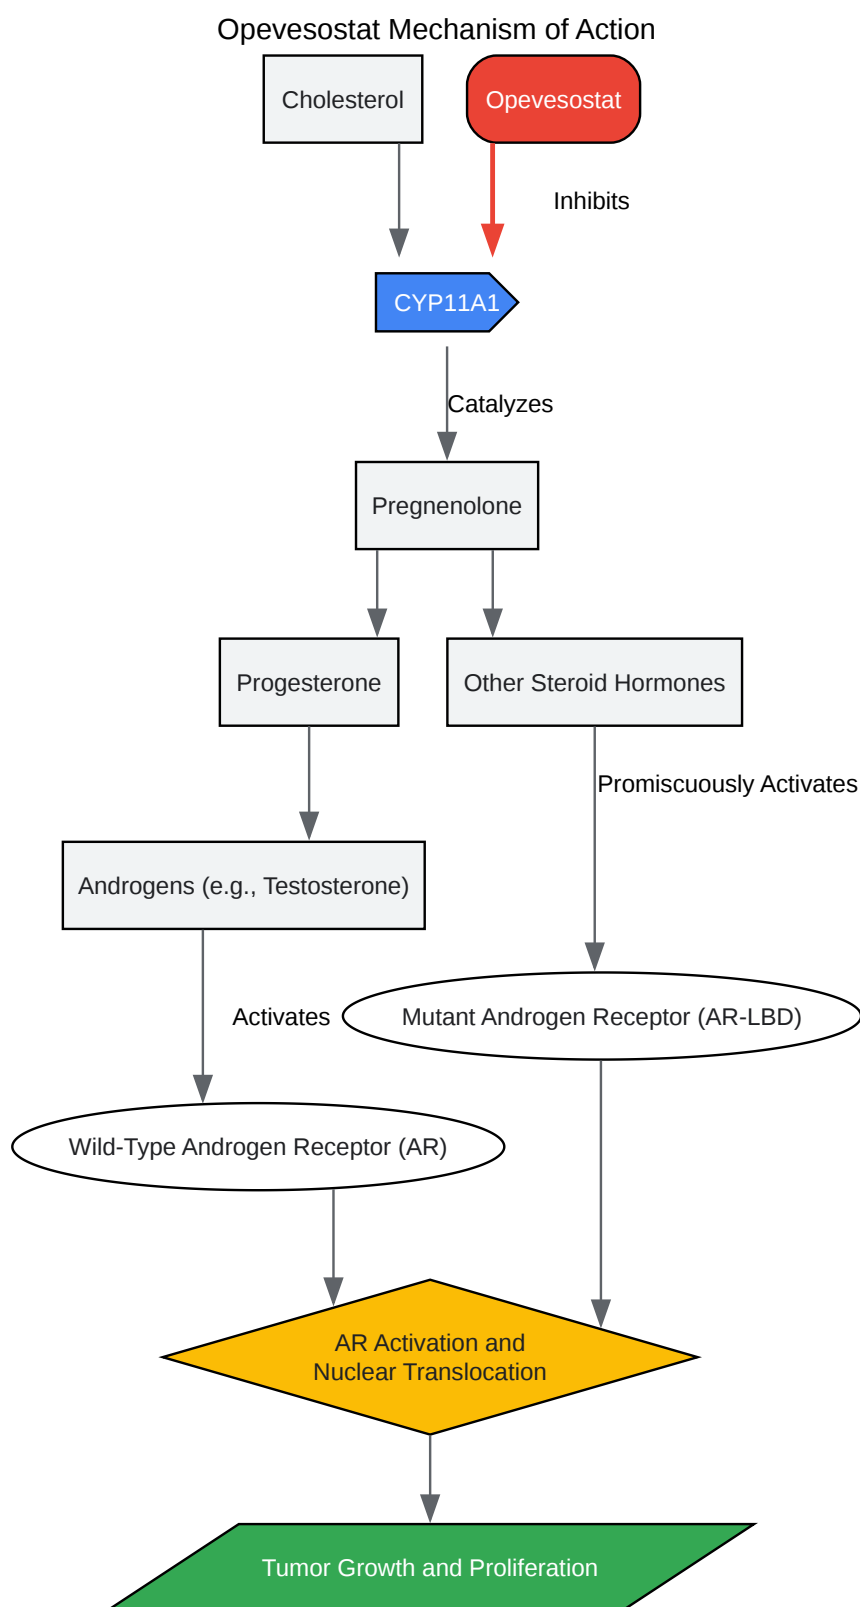 Opevesostat Mechanism of Action
Cholesterol
Opevesostat
Inhibits
CYP11A1
Catalyzes
Pregnenolone
Progesterone
Other Steroid Hormones
Promiscuously Activates
Androgens (e.g., Testosterone)
Activates
Mutant Androgen Receptor (AR-LBD)
Wild-Type Androgen Receptor (AR)
AR Activation and
Nuclear Translocation
Tumor Growth and Proliferation